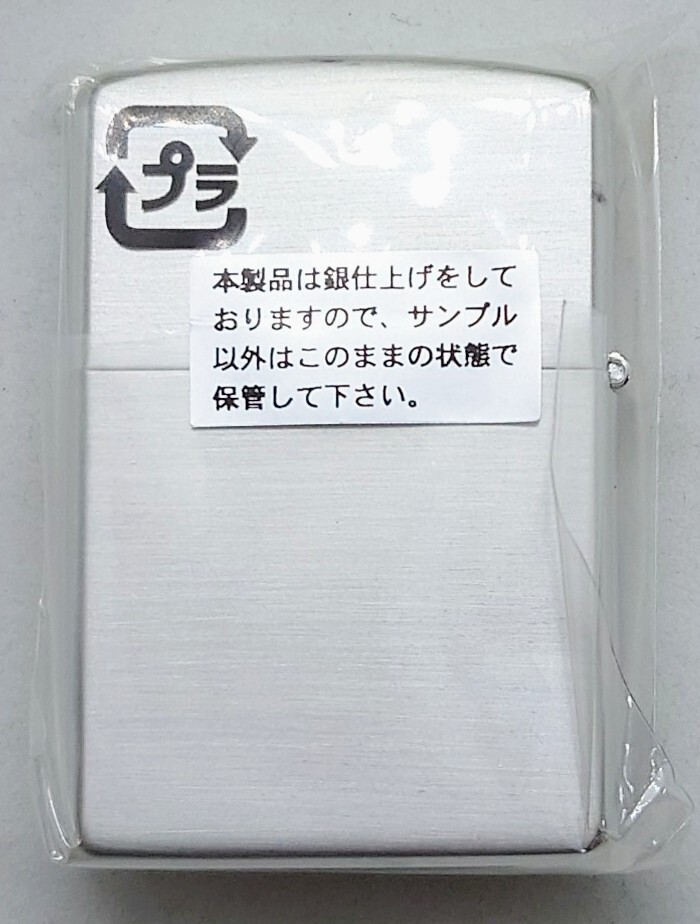 プラ
本製品は銀仕上げをして
おりますので、サンプル
以外はこのままの状態で
保管して下さい。